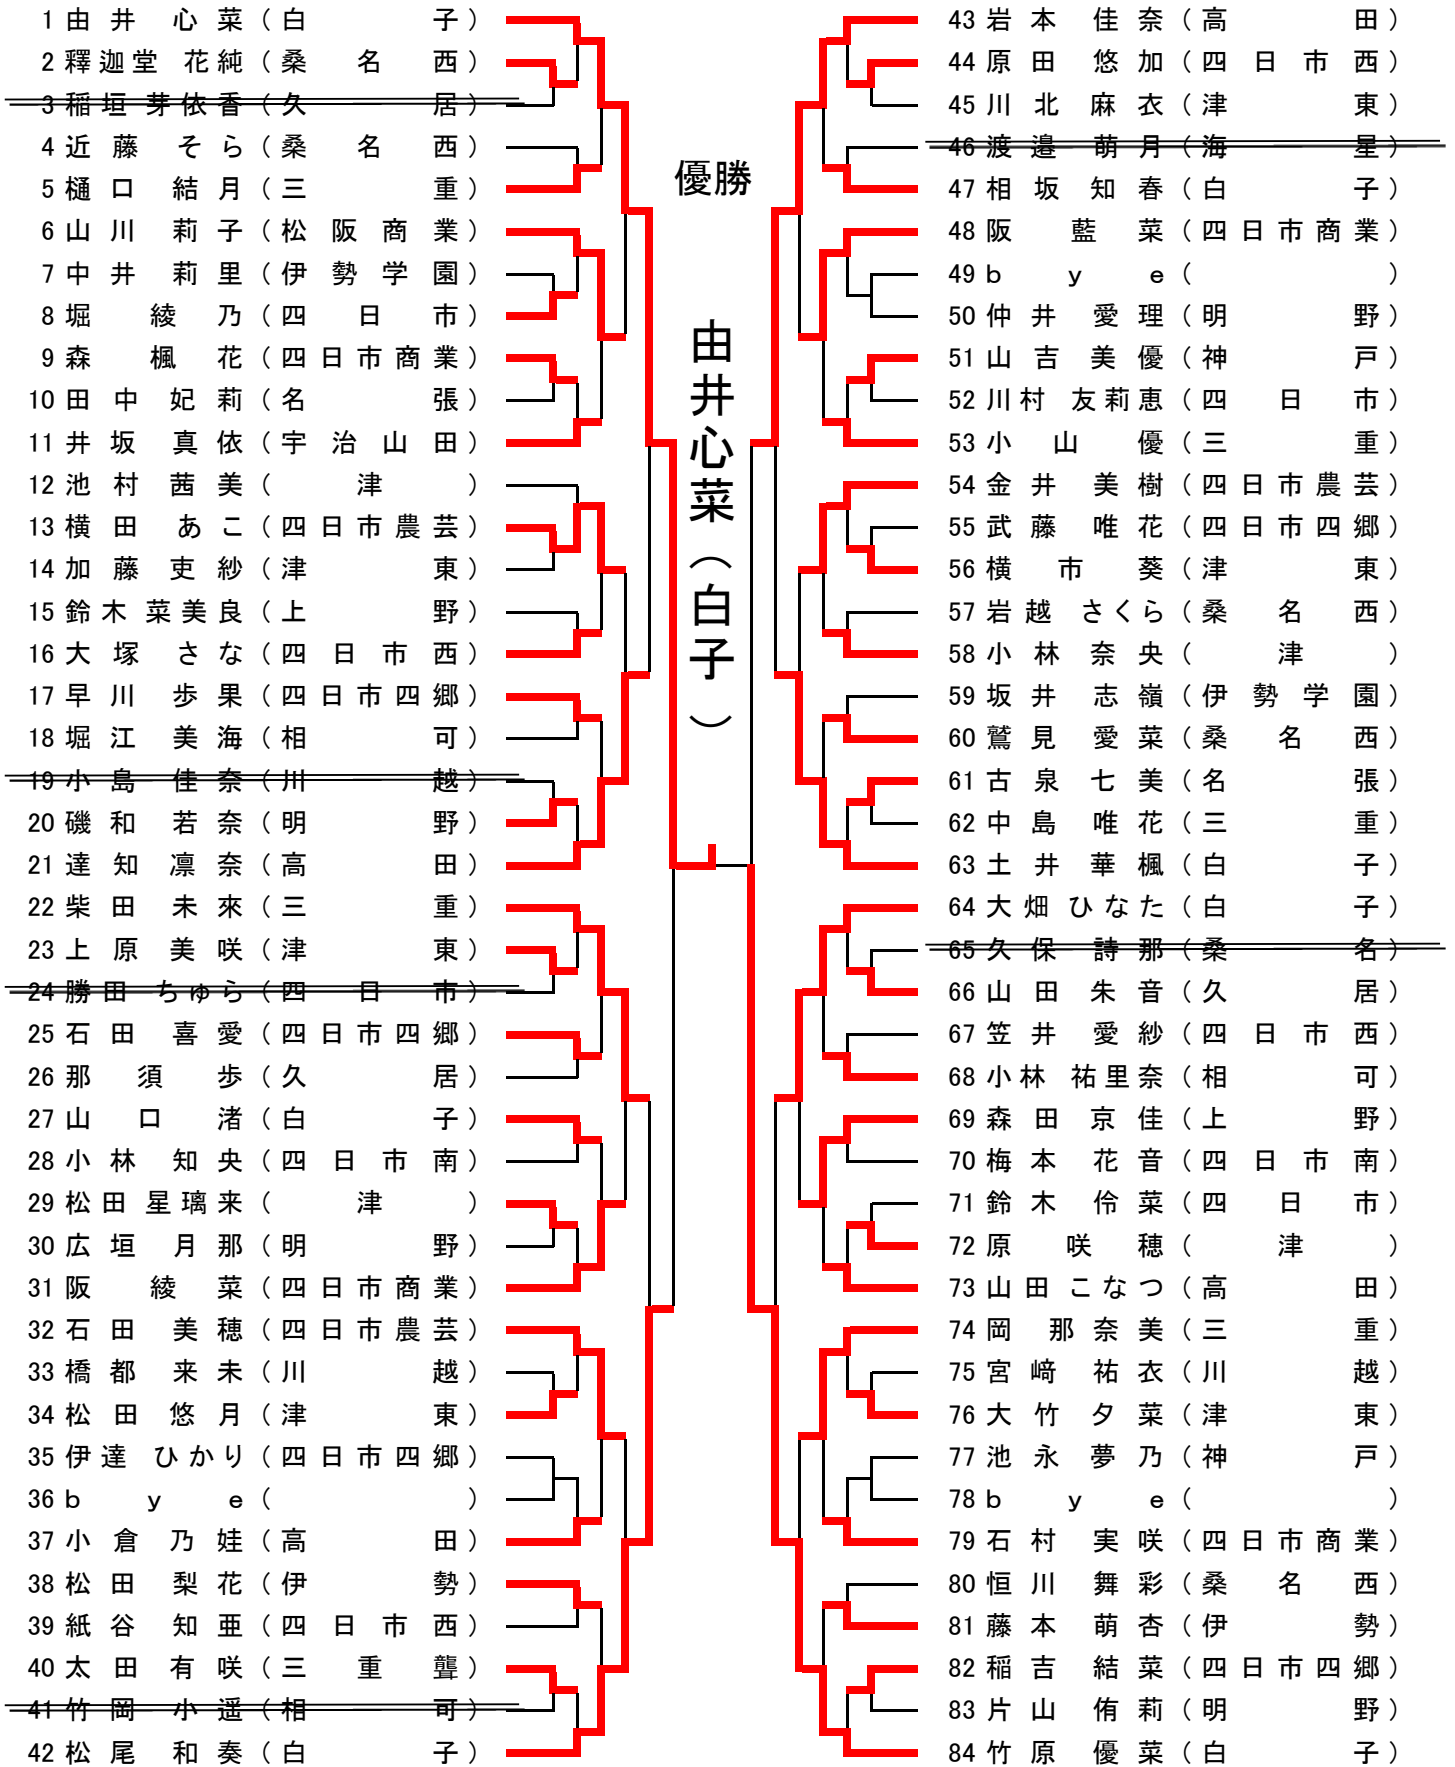 1 由井 心菜 (白子)
2 釋迦堂 花純 (桑名西)
3 稲垣芽依香 (久居)
4 近藤 そら (桑名西)
5 樋口 結月 (三重)
6 山川 莉子 (松阪商業)
7 中井 莉里 (伊勢学園)
8 堀 綾乃 (四日市)
9 森 楓花 (四日市商業)
10 田中 妃莉 (名張)
11 井坂 真依 (宇治山田)
12 池村 茜美 (津)
13 横田 あこ (四日市農芸)
14 加藤 吏紗 (津東)
15 鈴木 菜美良 (上野)
16 大塚 さな (四日市西)
17 早川 歩果 (四日市四郷)
18 堀江 美海 (相可)
19 小島 佳奈 (川越)
20 磯和 若奈 (明野)
21 達知 凛奈 (高田)
22 柴田 未來 (三重)
23 上原 美咲 (津東)
24 勝田 ちゅら (四日市)
25 石田 喜愛 (四日市四郷)
26 那須 歩 (久居)
27 山口 渚 (白子)
28 小林 知央 (四日市南)
29 松田 星璃来 (津)
30 広垣 月那 (明野)
31 阪 綾菜 (四日市商業)
32 石田 美穂 (四日市農芸)
33 橋都 来未 (川越)
34 松田 悠月 (津東)
35 伊達 ひかり (四日市四郷)
36 bye ( )
37 小倉 乃娃 (高田)
38 松田 梨花 (伊勢)
39 紙谷 知亜 (四日市西)
40 太田 有咲 (三重聾)
41 竹岡 小遥 (相可)
42 松尾 和奏 (白子)
優勝
由井心菜(白子)
43 岩本 佳奈 (高田)
44 原田 悠加 (四日市西)
45 川北 麻衣 (津東)
46 渡邉 萌月 (海星)
47 相坂 知春 (白子)
48 阪 藍菜 (四日市商業)
49 bye ( )
50 仲井 愛理 (明野)
51 山吉 美優 (神戸)
52 川村 友莉恵 (四日市)
53 小山 優 (三重)
54 金井 美樹 (四日市農芸)
55 武藤 唯花 (四日市四郷)
56 横市 葵 (津東)
57 岩越 さくら (桑名西)
58 小林 奈央 (津)
59 坂井 志嶺 (伊勢学園)
60 鷲見 愛菜 (桑名西)
61 古泉 七美 (名張)
62 中島 唯花 (三重)
63 土井 華楓 (白子)
64 大畑 ひなた (白子)
65 久保 詩那 (桑名)
66 山田 朱音 (久居)
67 笠井 愛紗 (四日市西)
68 小林 祐里奈 (相可)
69 森田 京佳 (上野)
70 梅本 花音 (四日市南)
71 鈴木 伶菜 (四日市)
72 原 咲穂 (津)
73 山田 こなつ (高田)
74 岡 那奈美 (三重)
75 宮﨑 祐衣 (川越)
76 大竹 夕菜 (津東)
77 池永 夢乃 (神戸)
78 bye ( )
79 石村 実咲 (四日市商業)
80 恒川 舞彩 (桑名西)
81 藤本 萌杏 (伊勢)
82 稲吉 結菜 (四日市四郷)
83 片山 侑莉 (明野)
84 竹原 優菜 (白子)